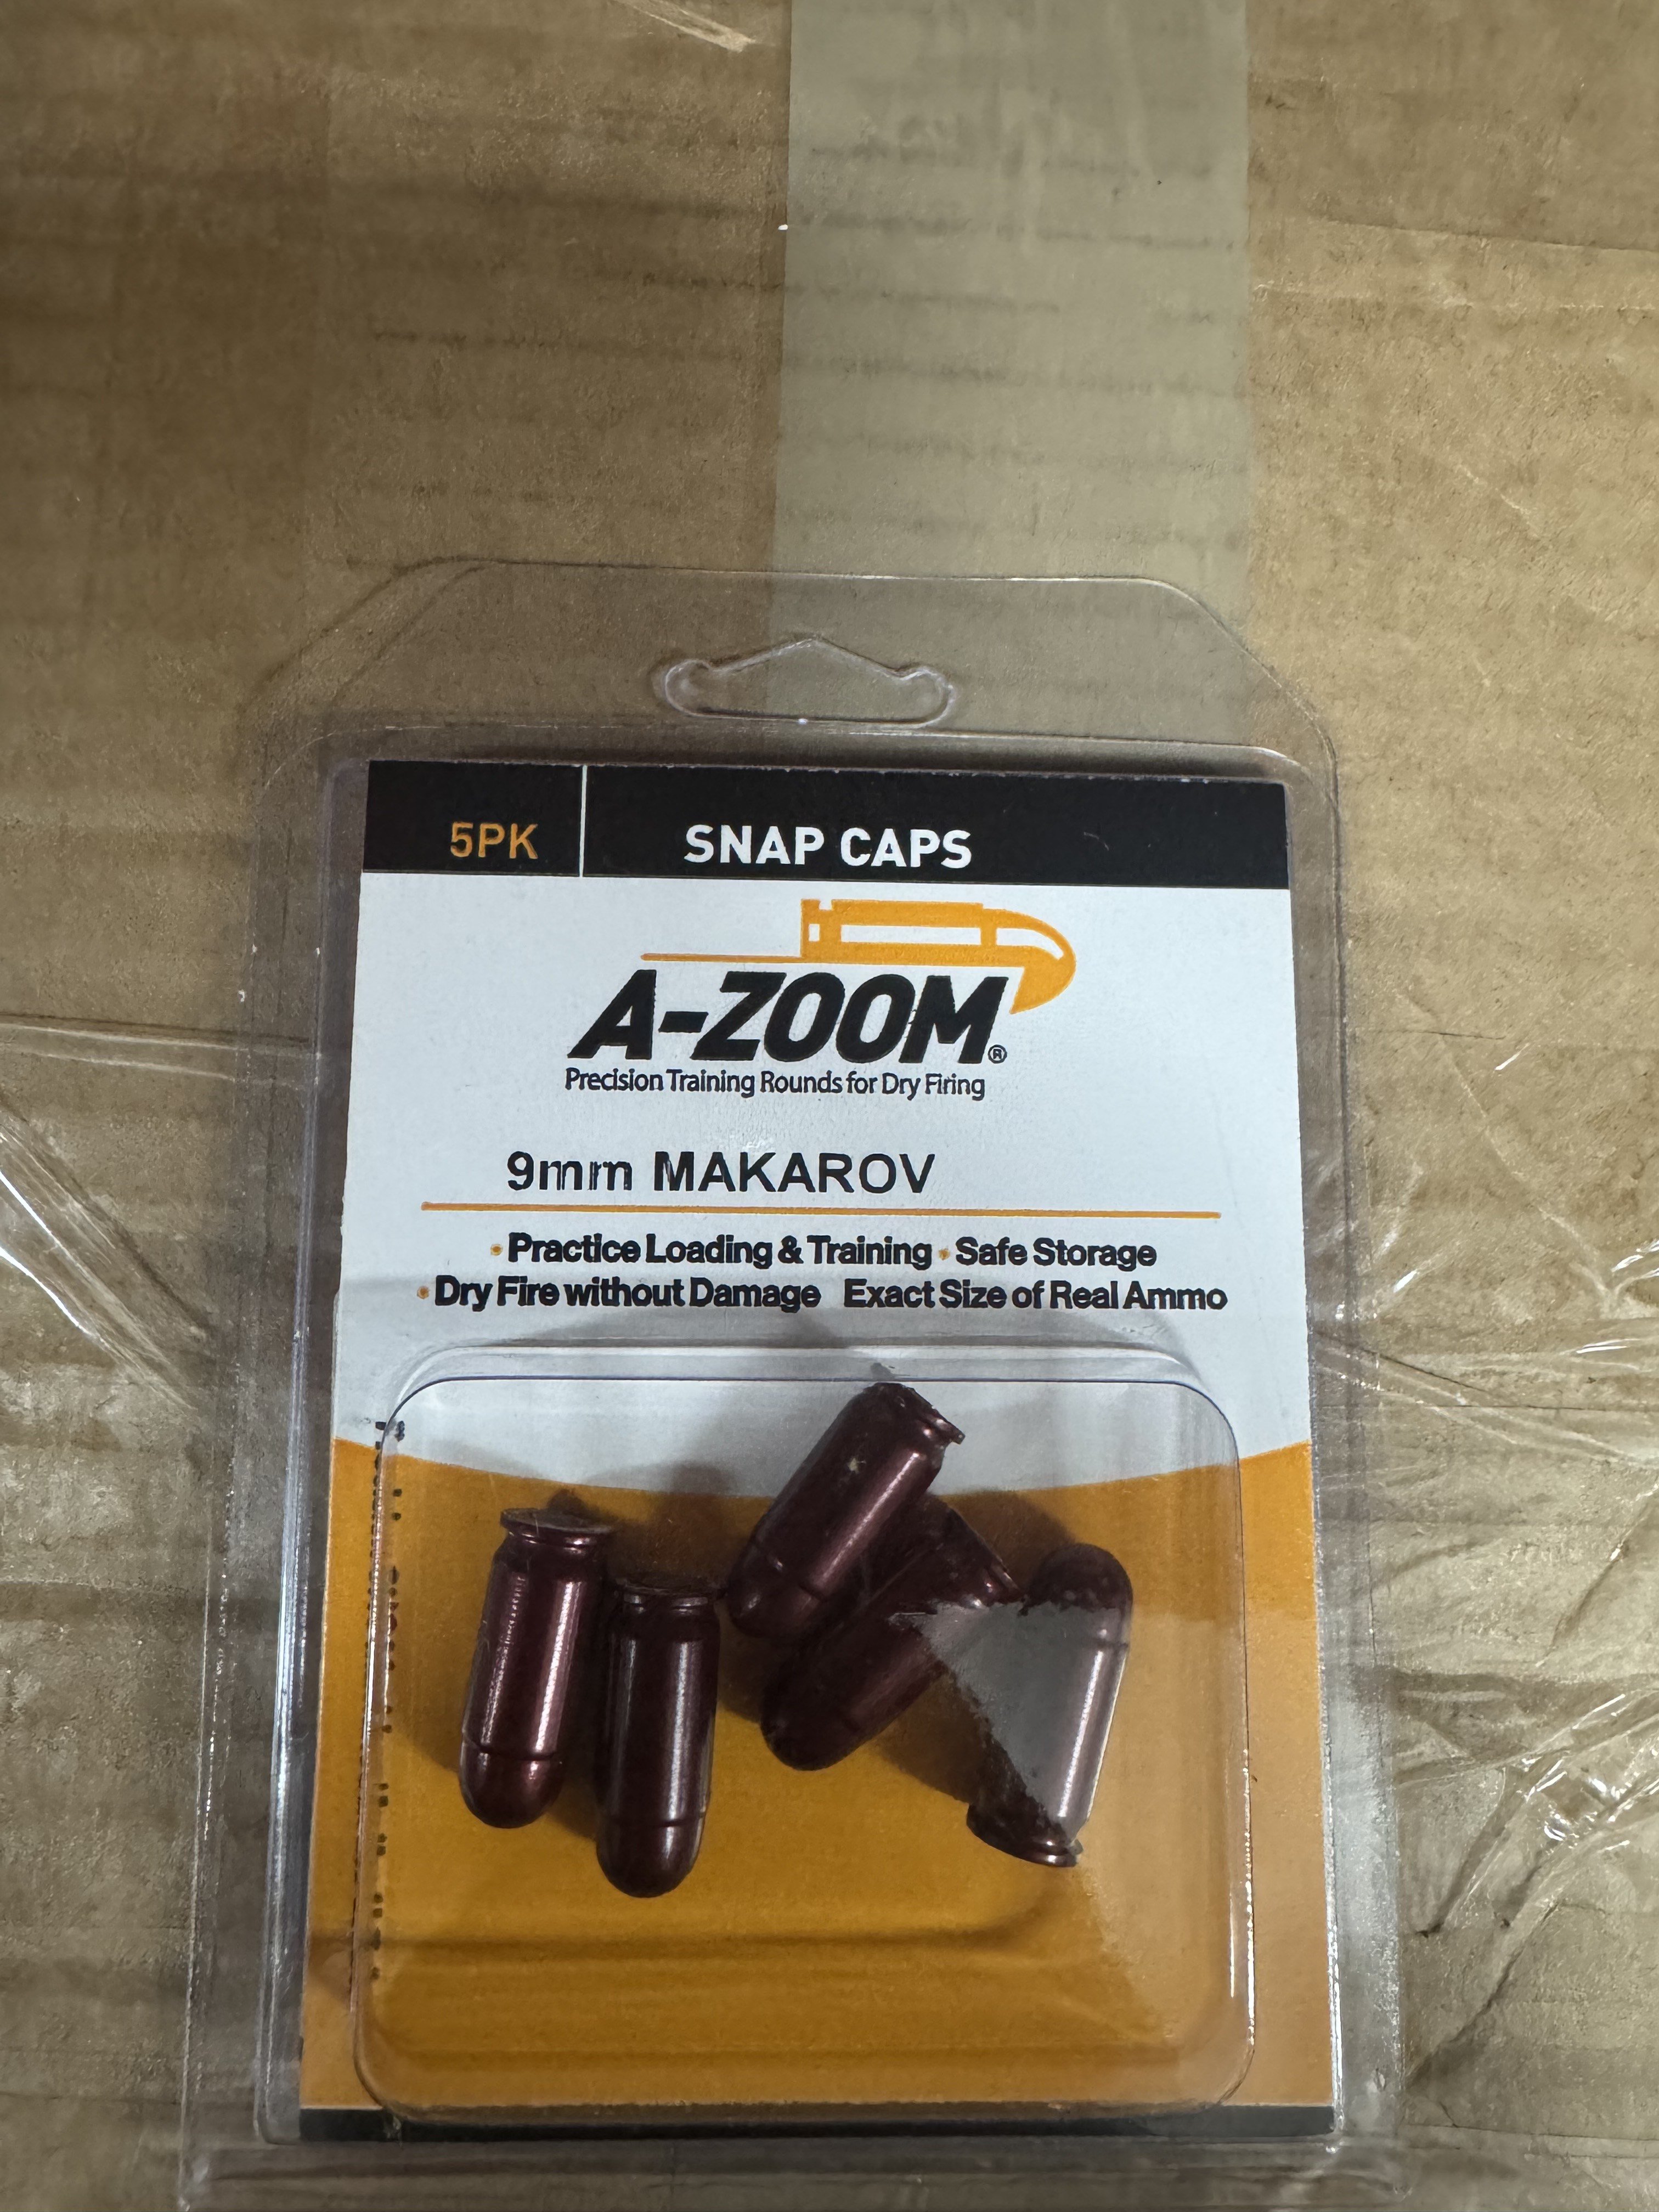 5PK SNAP CAPS
A-ZOOM®
Precision Training Rounds for Dry Firing
9mm MAKAROV
• Practice Loading & Training • Safe Storage
• Dry Fire without Damage Exact Size of Real Ammo